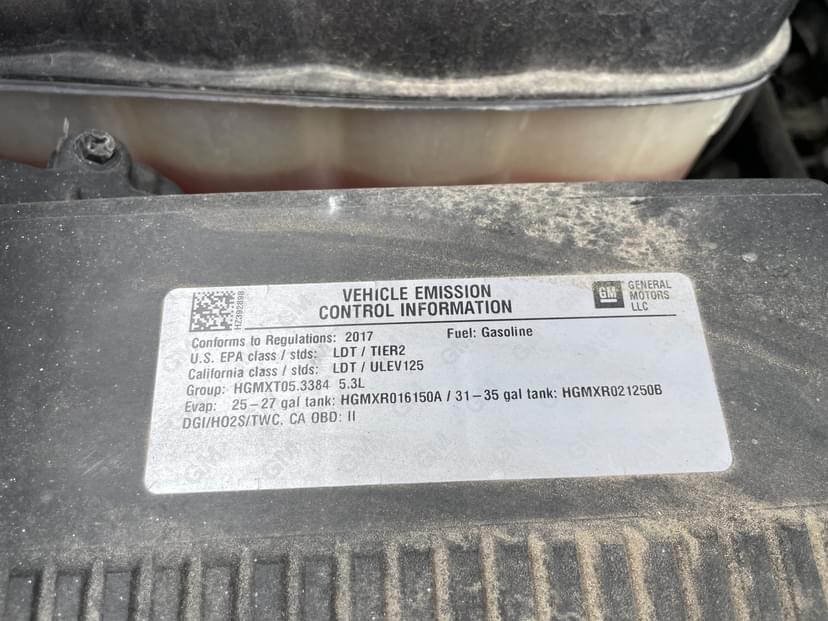 HZ392898
VEHICLE EMISSION
CONTROL INFORMATION
GM
GENERAL
MOTORS
LLC
Conforms to Regulations: 2017 Fuel: Gasoline
U.S. EPA class / stds: LDT / TIER2
California class / stds: LDT / ULEV125
Group: HGMXT05.3384 5.3L
Evap: 25-27 gal tank: HGMXR016150A / 31-35 gal tank: HGMXR021250B
DGI/HO2S/TWC, CA OBD: II